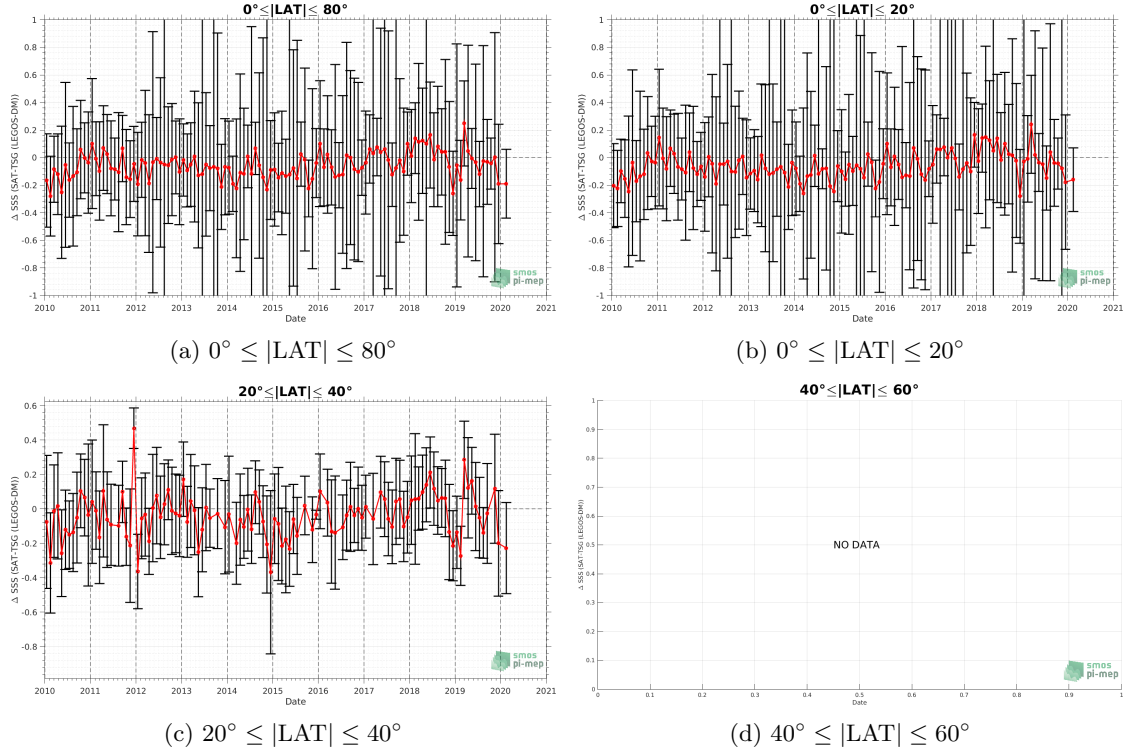 0°≤|LAT|≤ 80°
Δ SSS (SAT-TSG (LEGOS-DM))
1
0.8
0.6
0.4
0.2
0
-0.2
-0.4
-0.6
-0.8
-1
2010 2011 2012 2013 2014 2015 2016 2017 2018 2019 2020 2021
Date
smos
pi-mep
(a) 0° ≤ |LAT| ≤ 80°
0°≤|LAT|≤ 20°
Δ SSS (SAT-TSG (LEGOS-DM))
1
0.8
0.6
0.4
0.2
0
-0.2
-0.4
-0.6
-0.8
-1
2010 2011 2012 2013 2014 2015 2016 2017 2018 2019 2020 2021
Date
smos
pi-mep
(b) 0° ≤ |LAT| ≤ 20°
20°≤|LAT|≤ 40°
Δ SSS (SAT-TSG (LEGOS-DM))
0.6
0.4
0.2
0
-0.2
-0.4
-0.6
-0.8
2010 2011 2012 2013 2014 2015 2016 2017 2018 2019 2020 2021
Date
smos
pi-mep
(c) 20° ≤ |LAT| ≤ 40°
40°≤|LAT|≤ 60°
Δ SSS (SAT-TSG (LEGOS-DM))
1
0.9
0.8
0.7
0.6
0.5
0.4
0.3
0.2
0.1
0
NO DATA
0 0.1 0.2 0.3 0.4 0.5 0.6 0.7 0.8 0.9 1
Date
smos
pi-mep
(d) 40° ≤ |LAT| ≤ 60°